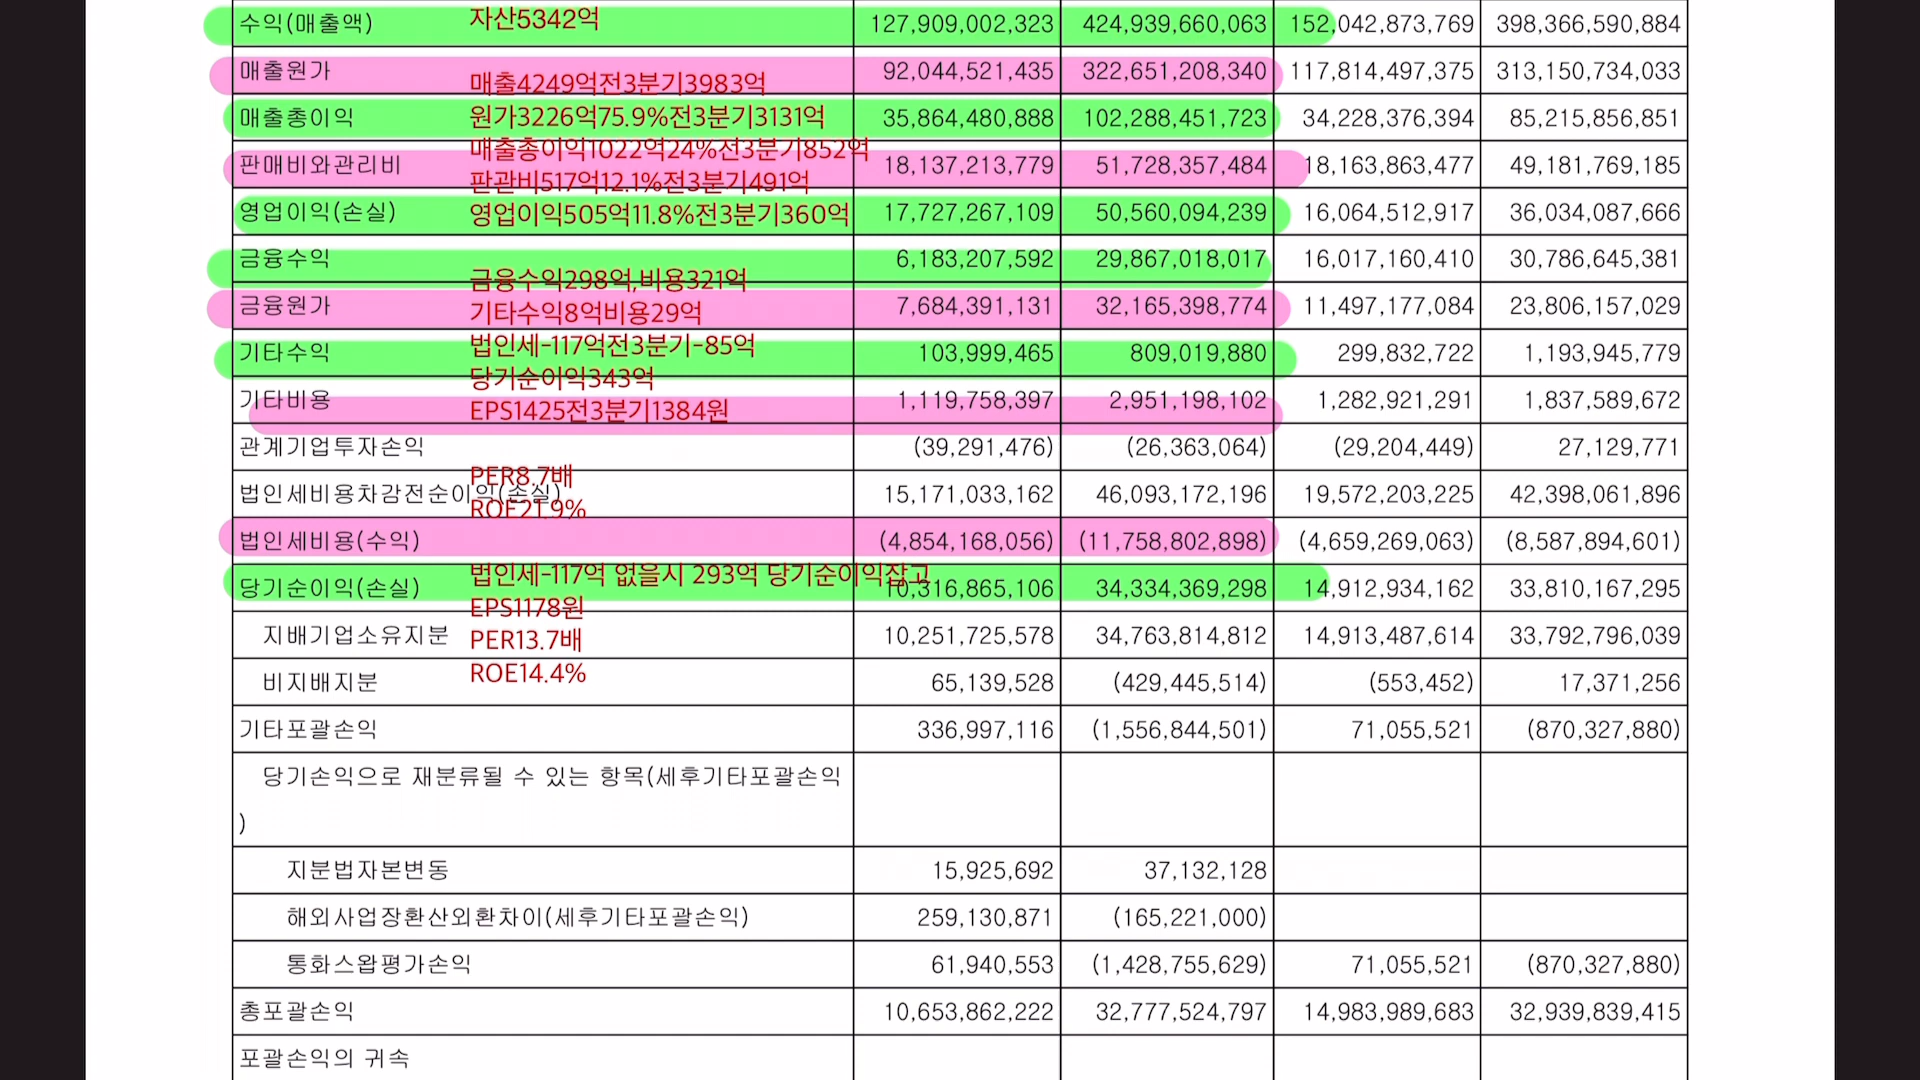 수익(매출액) 자산5342억 127,909,002,323 424,939,660,063 152,042,873,769 398,366,590,884
매출원가 92,044,521,435 322,651,208,340 117,814,497,375 313,150,734,033
매출4249억전3분기3983억
매출총이익 원가3226억75.9%전3분기3131억 35,864,480,888 102,288,451,723 34,228,376,394 85,215,856,851
매출총이익1022억24%전3분기852억
판매비와관리비 18,137,213,779 51,728,357,484 18,163,863,477 49,181,769,185
판관비517억12.1%전3분기491억
영업이익(손실) 영업이익505억11.8%전3분기360억 17,727,267,109 50,560,094,239 16,064,512,917 36,034,087,666
금융수익 6,183,207,592 29,867,018,017 16,017,160,410 30,786,645,381
금융수익298억,비용321억
금융원가 기타수익8억비용29억 7,684,391,131 32,165,398,774 11,497,177,084 23,806,157,029
기타수익 법인세-117억전3분기-85억 103,999,465 809,019,880 299,832,722 1,193,945,779
당기순이익343억
기타비용 EPS1425전3분기1384원 1,119,758,397 2,951,198,102 1,282,921,291 1,837,589,672
관계기업투자손익 (39,291,476) (26,363,064) (29,204,449) 27,129,771
PER8.7배
법인세비용차감전순이익(손실) 15,171,033,162 46,093,172,196 19,572,203,225 42,398,061,896
ROE21.9%
법인세비용(수익) (4,854,168,056) (11,758,802,898) (4,659,269,063) (8,587,894,601)
법인세-117억 없을시 293억 당기순이익잡고
당기순이익(손실) 10,316,865,106 34,334,369,298 14,912,934,162 33,810,167,295
EPS1178원
지배기업소유지분 PER13.7배 10,251,725,578 34,763,814,812 14,913,487,614 33,792,796,039
비지배지분 ROE14.4% 65,139,528 (429,445,514) (553,452) 17,371,256
기타포괄손익 336,997,116 (1,556,844,501) 71,055,521 (870,327,880)
당기손익으로 재분류될 수 있는 항목(세후기타포괄손익
)
지분법자본변동 15,925,692 37,132,128
해외사업장환산외환차이(세후기타포괄손익) 259,130,871 (165,221,000)
통화스왑평가손익 61,940,553 (1,428,755,629) 71,055,521 (870,327,880)
총포괄손익 10,653,862,222 32,777,524,797 14,983,989,683 32,939,839,415
포괄손익의 귀속